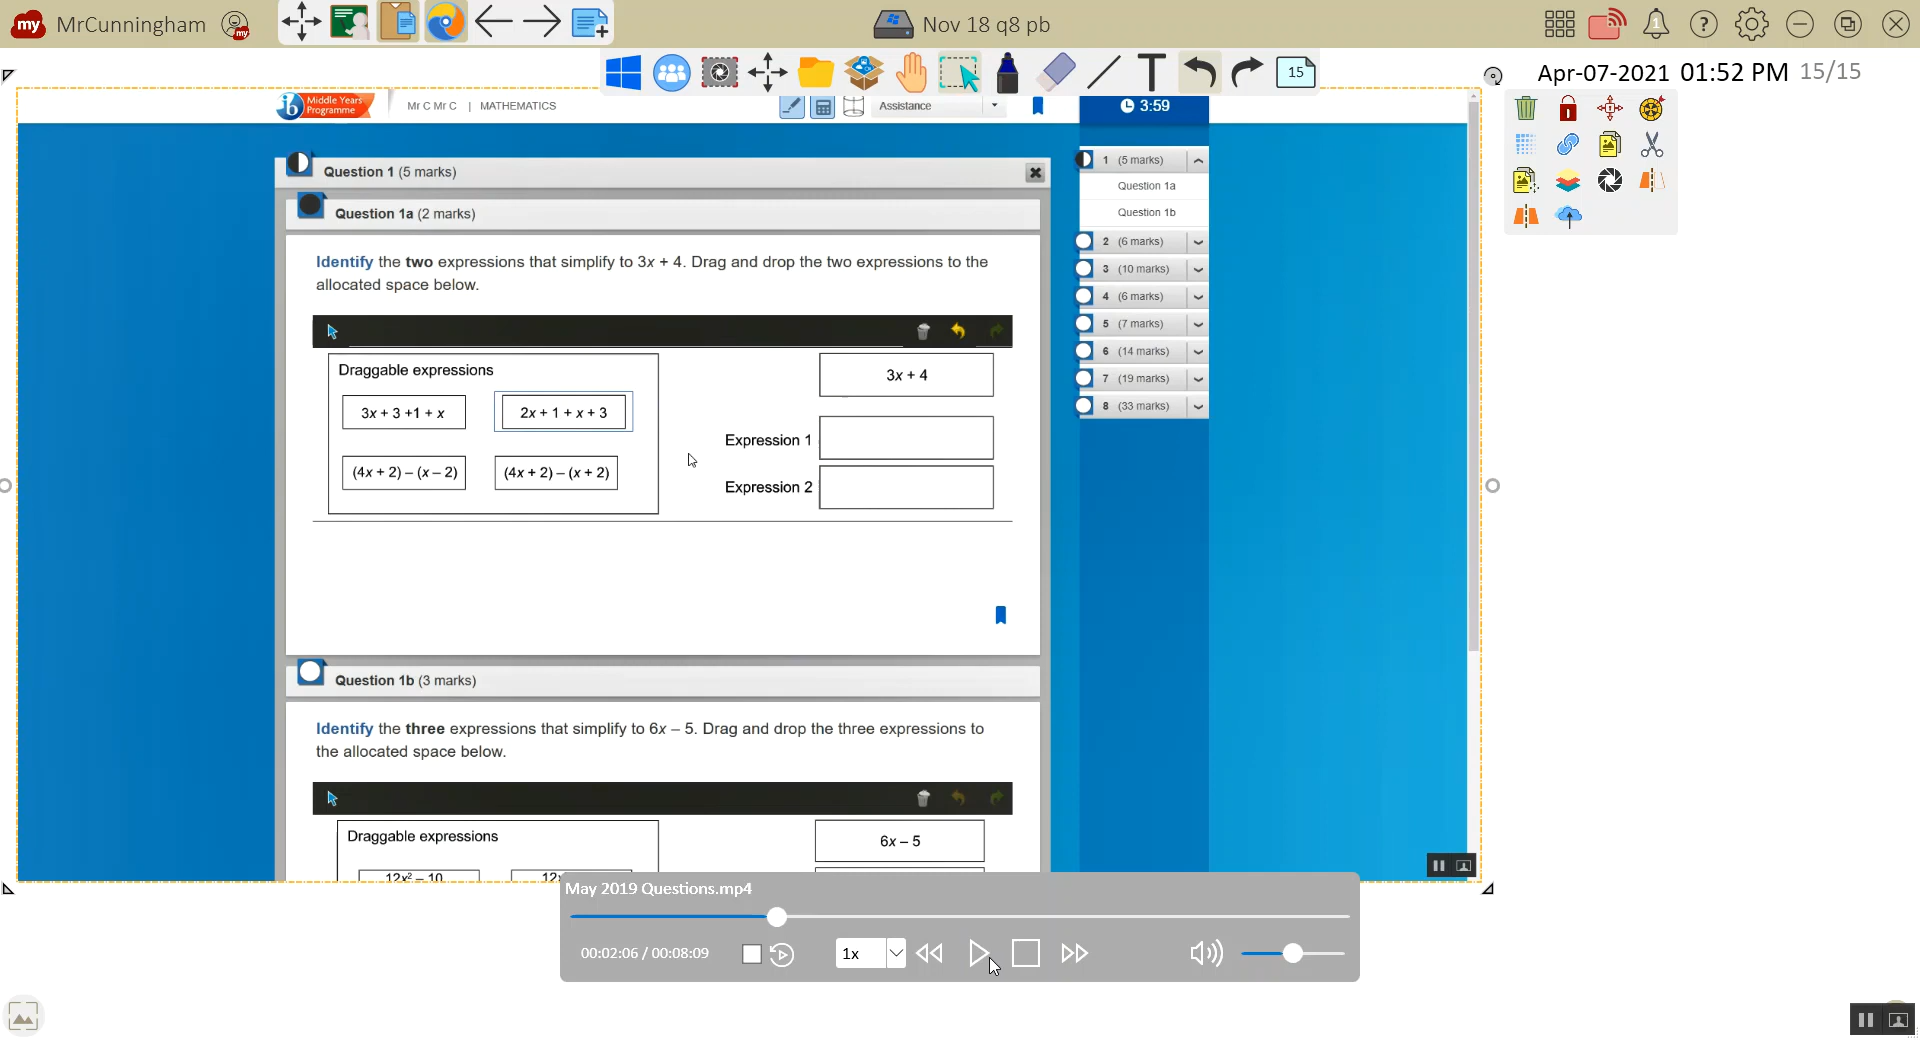 my MrCunningham my Nov 18 q8 pb
15 Apr-07-2021 01:52 PM 15/15
ib Middle Years Programme Mr C Mr C | MATHEMATICS Assistance 3:59
Question 1 (5 marks)
Question 1a (2 marks)
Identify the two expressions that simplify to 3x + 4. Drag and drop the two expressions to the
allocated space below.
Draggable expressions
3x + 4
3x + 3 +1 + x
2x + 1 + x + 3
Expression 1
(4x + 2) – (x – 2)
(4x + 2) – (x + 2)
Expression 2
Question 1b (3 marks)
Identify the three expressions that simplify to 6x – 5. Drag and drop the three expressions to
the allocated space below.
Draggable expressions
6x – 5
12x² – 10
1 (5 marks)
Question 1a
Question 1b
2 (6 marks)
3 (10 marks)
4 (6 marks)
5 (7 marks)
6 (14 marks)
7 (19 marks)
8 (33 marks)
May 2019 Questions.mp4
00:02:06 / 00:08:09
1x